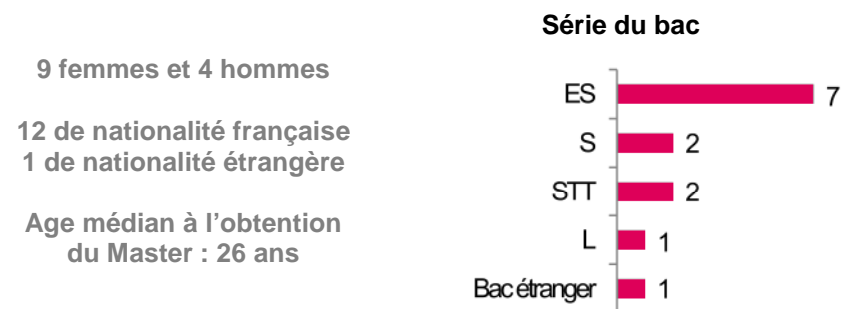 9 femmes et 4 hommes
12 de nationalité française
1 de nationalité étrangère
Age médian à l'obtention
du Master : 26 ans
Série du bac
ES 7
S 2
STT 2
L 1
Bac étranger 1